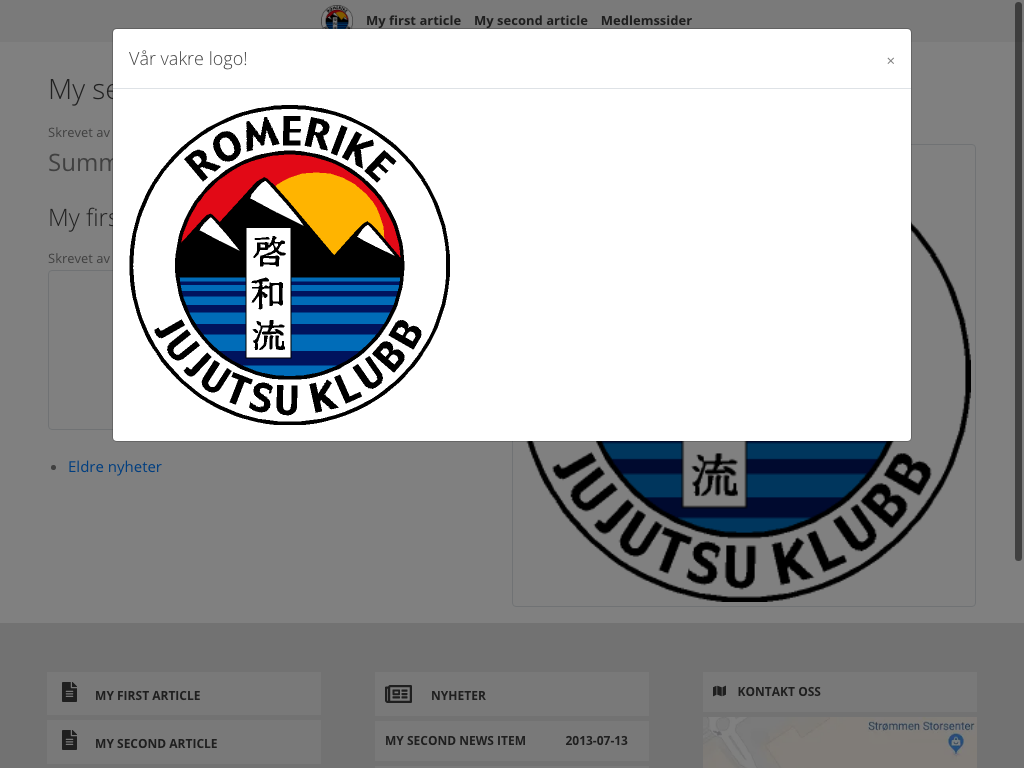 My first article My second article Medlemssider
Vår vakre logo!
×
My se
Skrevet av
Summ
My firs
Skrevet av
ROMERIKE
啓
和
流
JUJUTSU KLUBB
流
JUJUTSU KLUBB
Eldre nyheter
MY FIRST ARTICLE
MY SECOND ARTICLE
NYHETER
MY SECOND NEWS ITEM 2013-07-13
KONTAKT OSS
Strømmen Storsenter